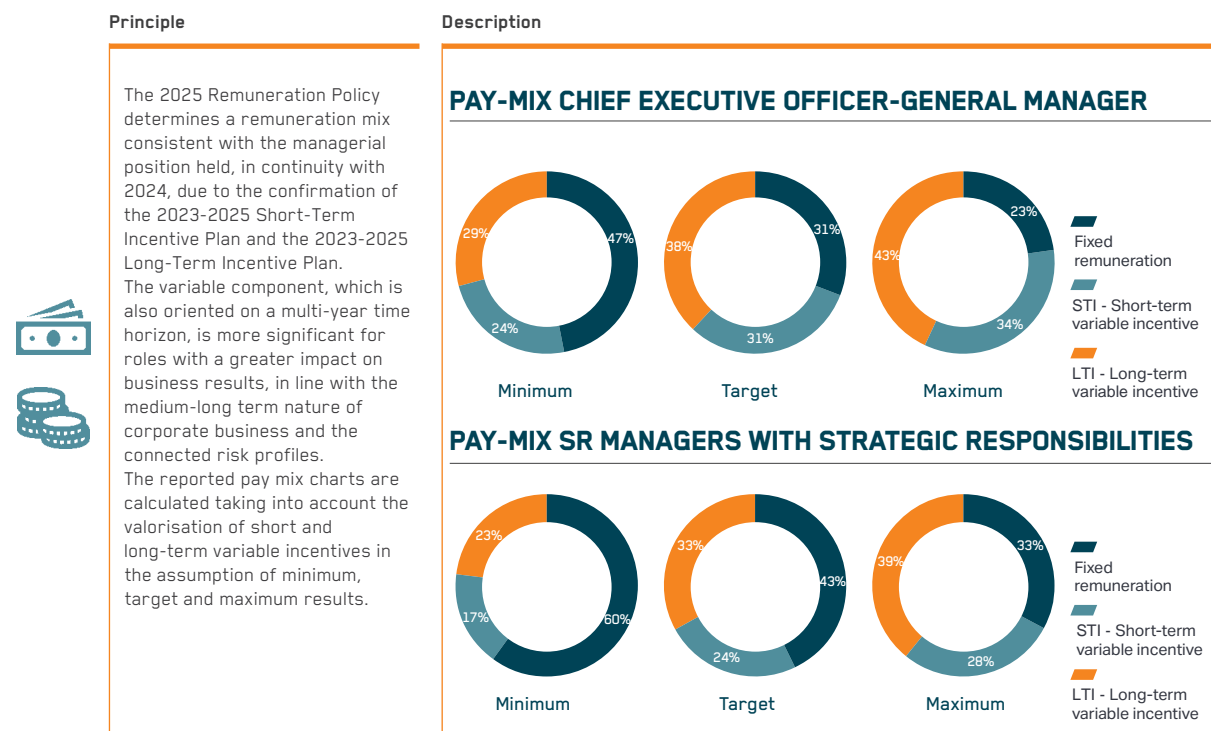 Principle
Description
The 2025 Remuneration Policy
determines a remuneration mix
consistent with the managerial
position held, in continuity with
2024, due to the confirmation of
the 2023-2025 Short-Term
Incentive Plan and the 2023-2025
Long-Term Incentive Plan.
The variable component, which is
also oriented on a multi-year time
horizon, is more significant for
roles with a greater impact on
business results, in line with the
medium-long term nature of
corporate business and the
connected risk profiles.
The reported pay mix charts are
calculated taking into account the
valorisation of short and
long-term variable incentives in
the assumption of minimum,
target and maximum results.
PAY-MIX CHIEF EXECUTIVE OFFICER-GENERAL MANAGER
29%
47%
24%
Minimum
38%
31%
31%
Target
43%
23%
34%
Maximum
Fixed
remuneration
STI - Short-term
variable incentive
LTI - Long-term
variable incentive
PAY-MIX SR MANAGERS WITH STRATEGIC RESPONSIBILITIES
23%
17%
60%
Minimum
33%
43%
24%
Target
39%
33%
28%
Maximum
Fixed
remuneration
STI - Short-term
variable incentive
LTI - Long-term
variable incentive